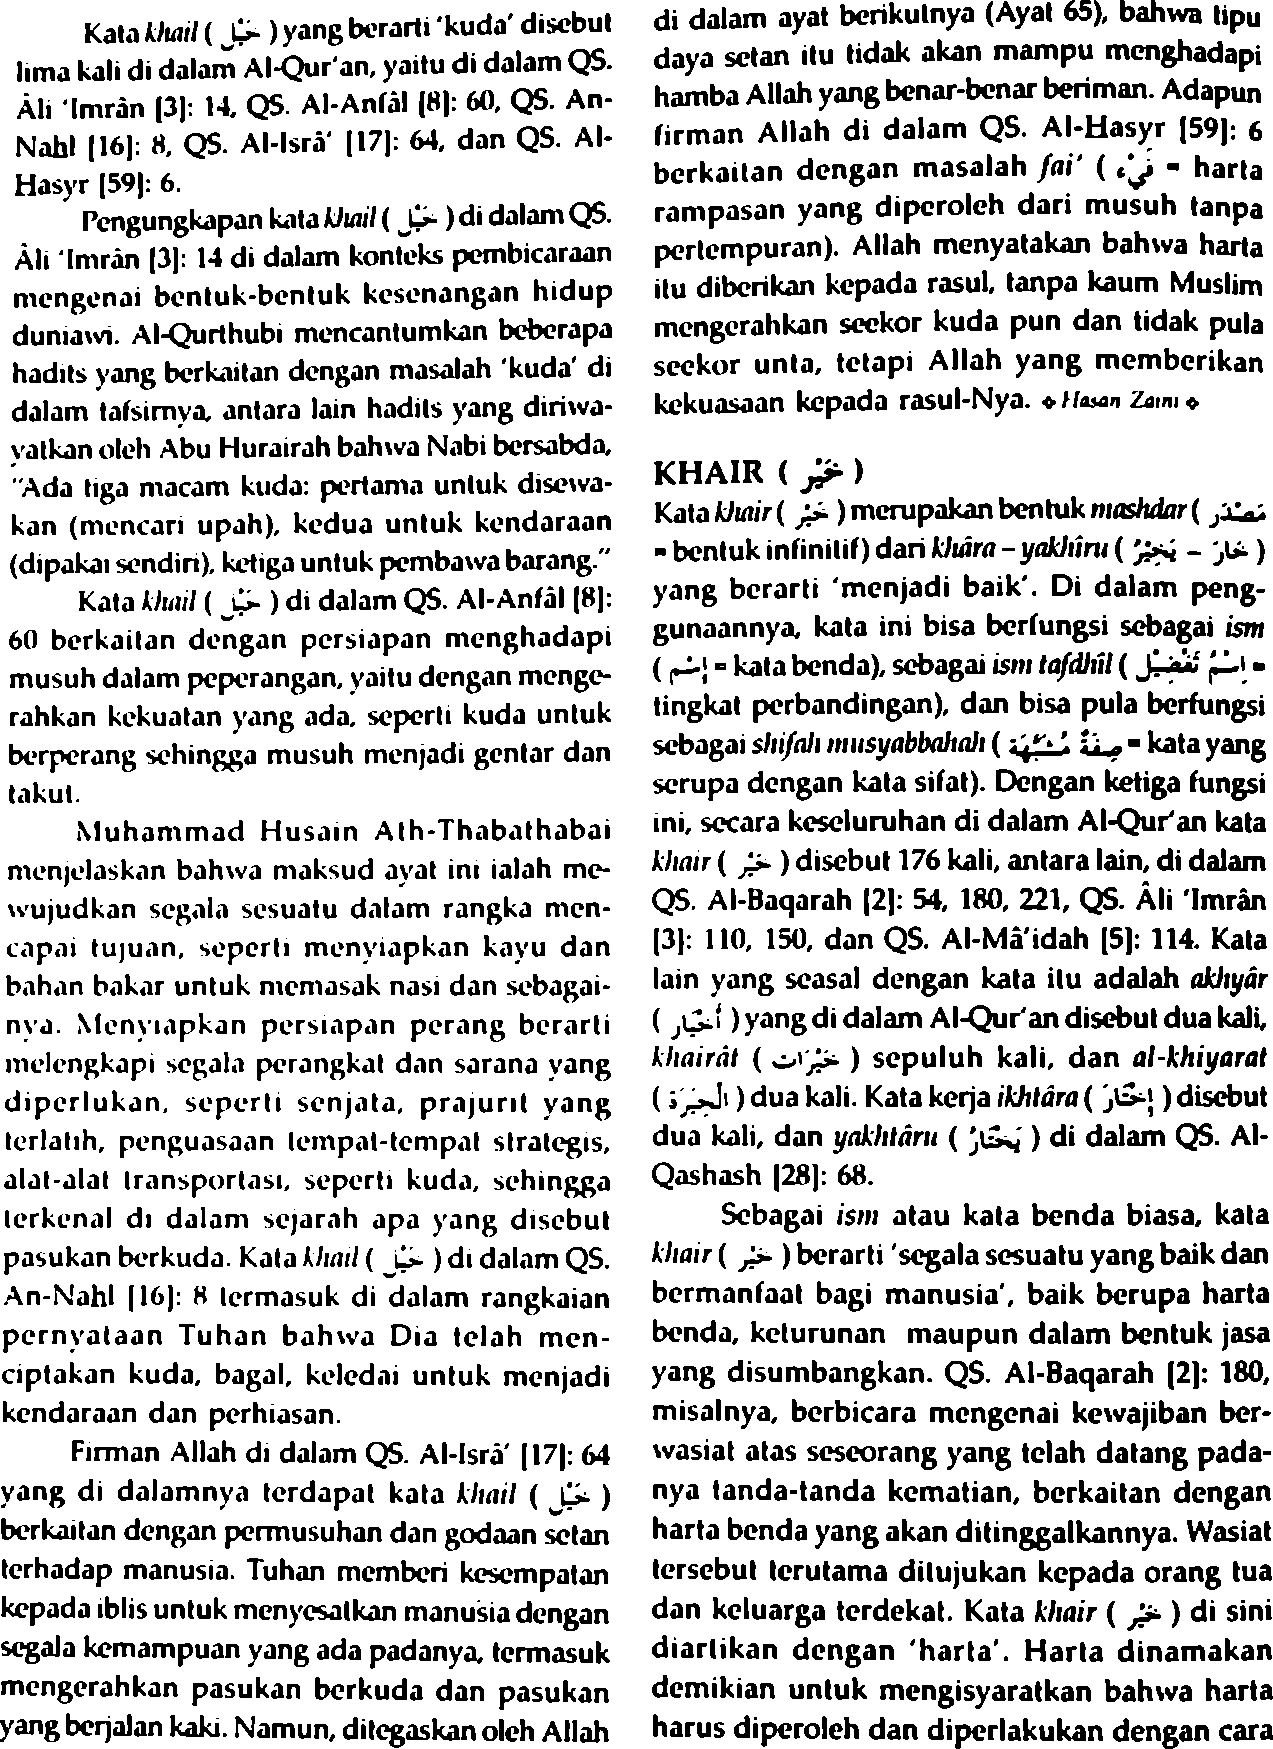 Kata khail ( خَيْل ) yang berarti 'kuda' disebut
lima kali di dalam Al-Qur'an, yaitu di dalam QS.
Âli 'Imrân [3]: 14, QS. Al-Anfâl [8]: 60, QS. An-
Nahl [16]: 8, QS. Al-Isrâ' [17]: 64, dan QS. Al-
Hasyr [59]: 6.
Pengungkapan kata khail ( خَيْل ) di dalam QS.
Âli 'Imrân [3]: 14 di dalam konteks pembicaraan
mengenai bentuk-bentuk kesenangan hidup
duniawi. Al-Qurthubi mencantumkan beberapa
hadits yang berkaitan dengan masalah 'kuda' di
dalam tafsirnya, antara lain hadits yang diriwa-
yatkan oleh Abu Hurairah bahwa Nabi bersabda,
"Ada tiga macam kuda: pertama untuk disewa-
kan (mencari upah), kedua untuk kendaraan
(dipakai sendiri), ketiga untuk pembawa barang."
Kata khail ( خَيْل ) di dalam QS. Al-Anfâl [8]:
60 berkaitan dengan persiapan menghadapi
musuh dalam peperangan, yaitu dengan menge-
rahkan kekuatan yang ada, seperti kuda untuk
berperang sehingga musuh menjadi gentar dan
takut.
Muhammad Husain Ath-Thabathabai
menjelaskan bahwa maksud ayat ini ialah me-
wujudkan segala sesuatu dalam rangka men-
capai tujuan, seperti menyiapkan kayu dan
bahan bakar untuk memasak nasi dan sebagai-
nya. Menyiapkan persiapan perang berarti
melengkapi segala perangkat dan sarana yang
diperlukan, seperti senjata, prajurit yang
terlatih, penguasaan tempat-tempat strategis,
alat-alat transportasi, seperti kuda, sehingga
terkenal di dalam sejarah apa yang disebut
pasukan berkuda. Kata khail ( خَيْل ) di dalam QS.
An-Nahl [16]: 8 termasuk di dalam rangkaian
pernyataan Tuhan bahwa Dia telah men-
ciptakan kuda, bagal, keledai untuk menjadi
kendaraan dan perhiasan.
Firman Allah di dalam QS. Al-Isrâ' [17]: 64
yang di dalamnya terdapat kata khail ( خَيْل )
berkaitan dengan permusuhan dan godaan setan
terhadap manusia. Tuhan memberi kesempatan
kepada iblis untuk menyesatkan manusia dengan
segala kemampuan yang ada padanya, termasuk
mengerahkan pasukan berkuda dan pasukan
yang berjalan kaki. Namun, ditegaskan oleh Allah
di dalam ayat berikutnya (Ayat 65), bahwa tipu
daya setan itu tidak akan mampu menghadapi
hamba Allah yang benar-benar beriman. Adapun
firman Allah di dalam QS. Al-Hasyr [59]: 6
berkaitan dengan masalah fai' ( فَيْء = harta
rampasan yang diperoleh dari musuh tanpa
pertempuran). Allah menyatakan bahwa harta
itu diberikan kepada rasul, tanpa kaum Muslim
mengerahkan seekor kuda pun dan tidak pula
seekor unta, tetapi Allah yang memberikan
kekuasaan kepada rasul-Nya. ❖ Hasan Zaini ❖
KHAIR ( خَيْر )
Kata khair ( خَيْر ) merupakan bentuk mashdar ( مَصْدَر
= bentuk infinitif) dari khâra – yakhîru ( خَارَ – يَخِيْرُ )
yang berarti 'menjadi baik'. Di dalam peng-
gunaannya, kata ini bisa berfungsi sebagai ism
( إِسْم = kata benda), sebagai ism tafdhîl ( اِسْمُ تَفْضِيْل =
tingkat perbandingan), dan bisa pula berfungsi
sebagai shifah musyabbahah ( صِفَةٌ مُشَبَّهَة = kata yang
serupa dengan kata sifat). Dengan ketiga fungsi
ini, secara keseluruhan di dalam Al-Qur'an kata
khair ( خَيْر ) disebut 176 kali, antara lain, di dalam
QS. Al-Baqarah [2]: 54, 180, 221, QS. Âli 'Imrân
[3]: 110, 150, dan QS. Al-Mâ'idah [5]: 114. Kata
lain yang seasal dengan kata itu adalah akhyâr
( أَخْيَار ) yang di dalam Al-Qur'an disebut dua kali,
khairât ( خَيْرَات ) sepuluh kali, dan al-khiyarat
( الْخِيَرَة ) dua kali. Kata kerja ikhtâra ( إِخْتَارَ ) disebut
dua kali, dan yakhtâru ( يَخْتَارُ ) di dalam QS. Al-
Qashash [28]: 68.
Sebagai ism atau kata benda biasa, kata
khair ( خَيْر ) berarti 'segala sesuatu yang baik dan
bermanfaat bagi manusia', baik berupa harta
benda, keturunan maupun dalam bentuk jasa
yang disumbangkan. QS. Al-Baqarah [2]: 180,
misalnya, berbicara mengenai kewajiban ber-
wasiat atas seseorang yang telah datang pada-
nya tanda-tanda kematian, berkaitan dengan
harta benda yang akan ditinggalkannya. Wasiat
tersebut terutama ditujukan kepada orang tua
dan keluarga terdekat. Kata khair ( خَيْر ) di sini
diartikan dengan 'harta'. Harta dinamakan
demikian untuk mengisyaratkan bahwa harta
harus diperoleh dan diperlakukan dengan cara